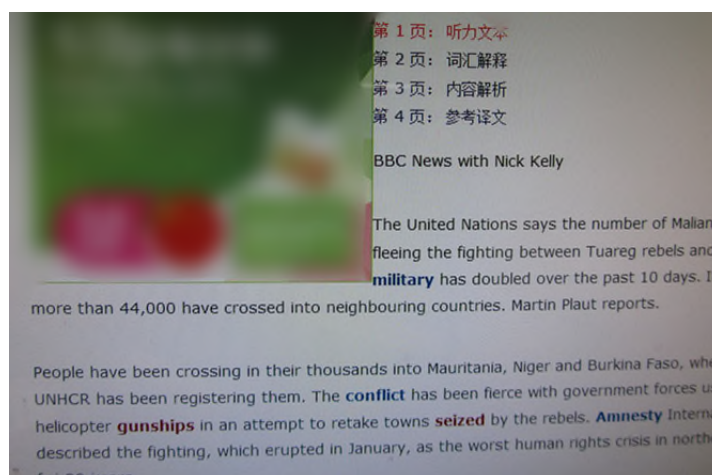 第 1 页： 听力文本
第 2 页： 词汇解释
第 3 页： 内容解析
第 4 页： 参考译文
BBC News with Nick Kelly
The United Nations says the number of Malian
fleeing the fighting between Tuareg rebels and
military has doubled over the past 10 days. I
more than 44,000 have crossed into neighbouring countries. Martin Plaut reports.
People have been crossing in their thousands into Mauritania, Niger and Burkina Faso, whe
UNHCR has been registering them. The conflict has been fierce with government forces us
helicopter gunships in an attempt to retake towns seized by the rebels. Amnesty Interna
described the fighting, which erupted in January, as the worst human rights crisis in north